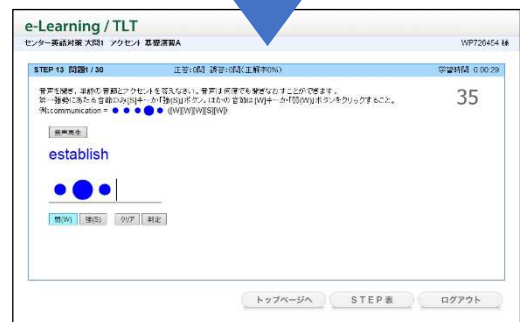 e-Learning / TLT
センター英語対策 大問1 アクセント 基礎演習A
WP726454 様
STEP 13 問題1 / 30 正答:0問 誤答:0問(正解率0%) 学習時間 0:00:29
音声を聞き、単語の音節とアクセントを答えなさい。音声は何度でも聞きなおすことができます。
第一強勢にあたる音節のみ[S]キーか「強(S)」ボタン、ほかの音節は[W]キーか「弱(W)」ボタンをクリックすること。
例:communication = ([W][W][W][S][W])
35
音声再生
establish
弱(W) 強(S) クリア 判定
トップページへ STEP表 ログアウト